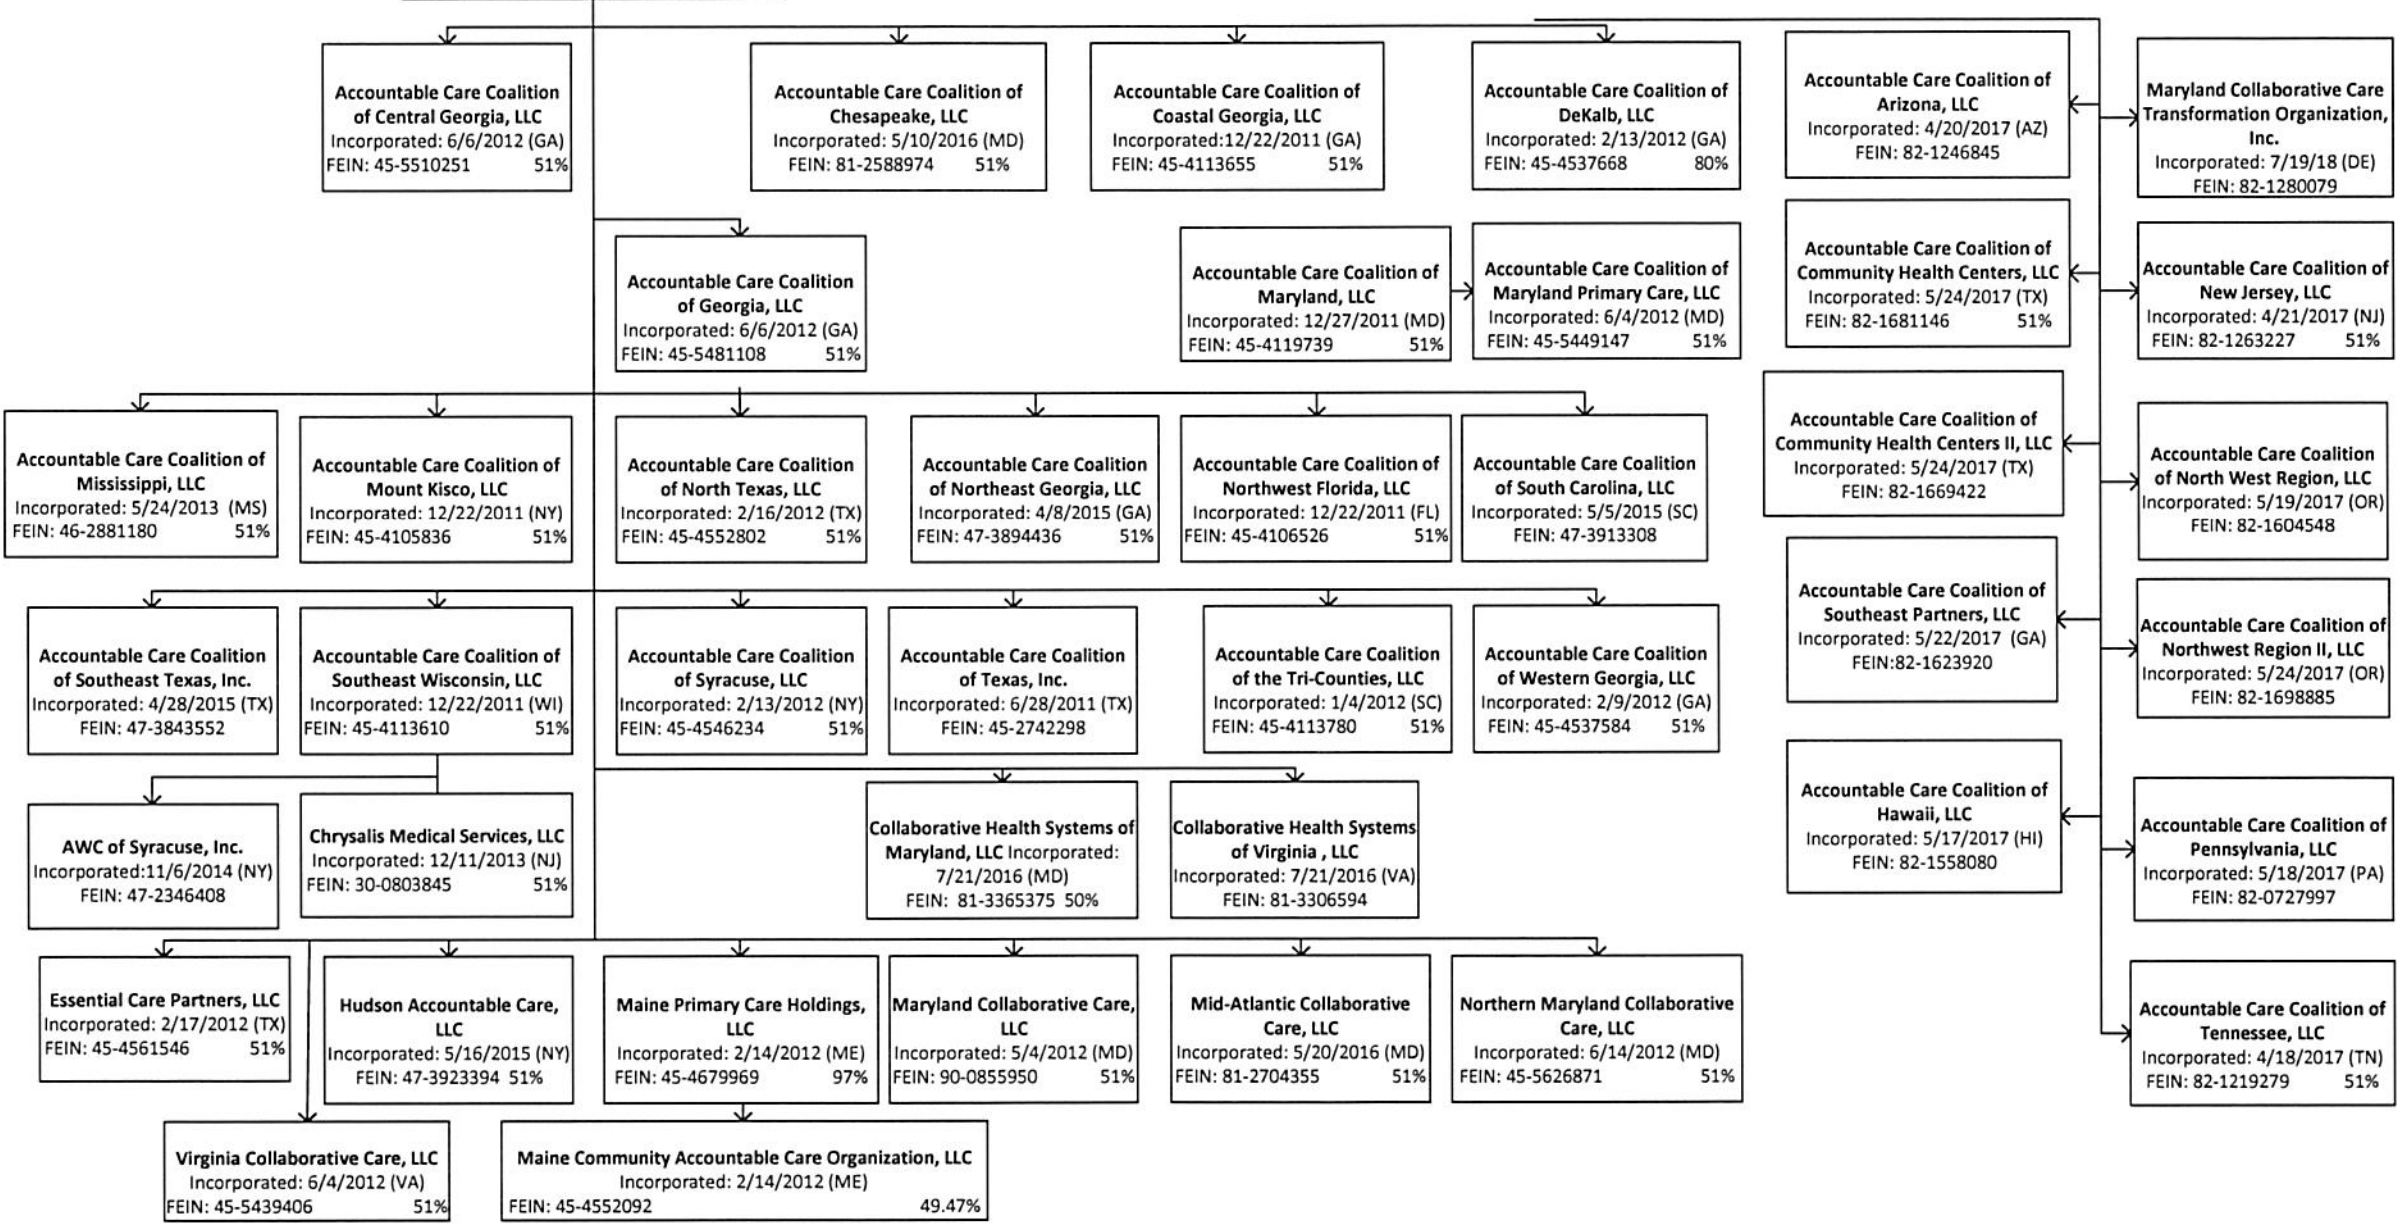 Accountable Care Coalition
of Central Georgia, LLC
Incorporated: 6/6/2012 (GA)
FEIN: 45-5510251 51%
Accountable Care Coalition of
Chesapeake, LLC
Incorporated: 5/10/2016 (MD)
FEIN: 81-2588974 51%
Accountable Care Coalition of
Coastal Georgia, LLC
Incorporated:12/22/2011 (GA)
FEIN: 45-4113655 51%
Accountable Care Coalition of
DeKalb, LLC
Incorporated: 2/13/2012 (GA)
FEIN: 45-4537668 80%
Accountable Care Coalition of
Arizona, LLC
Incorporated: 4/20/2017 (AZ)
FEIN: 82-1246845
Maryland Collaborative Care
Transformation Organization,
Inc.
Incorporated: 7/19/18 (DE)
FEIN: 82-1280079
Accountable Care Coalition
of Georgia, LLC
Incorporated: 6/6/2012 (GA)
FEIN: 45-5481108 51%
Accountable Care Coalition of
Maryland, LLC
Incorporated: 12/27/2011 (MD)
FEIN: 45-4119739 51%
Accountable Care Coalition of
Maryland Primary Care, LLC
Incorporated: 6/4/2012 (MD)
FEIN: 45-5449147 51%
Accountable Care Coalition of
Community Health Centers, LLC
Incorporated: 5/24/2017 (TX)
FEIN: 82-1681146 51%
Accountable Care Coalition of
New Jersey, LLC
Incorporated: 4/21/2017 (NJ)
FEIN: 82-1263227 51%
Accountable Care Coalition of
Mississippi, LLC
Incorporated: 5/24/2013 (MS)
FEIN: 46-2881180 51%
Accountable Care Coalition of
Mount Kisco, LLC
Incorporated: 12/22/2011 (NY)
FEIN: 45-4105836 51%
Accountable Care Coalition
of North Texas, LLC
Incorporated: 2/16/2012 (TX)
FEIN: 45-4552802 51%
Accountable Care Coalition
of Northeast Georgia, LLC
Incorporated: 4/8/2015 (GA)
FEIN: 47-3894436 51%
Accountable Care Coalition of
Northwest Florida, LLC
Incorporated: 12/22/2011 (FL)
FEIN: 45-4106526 51%
Accountable Care Coalition
of South Carolina, LLC
Incorporated: 5/5/2015 (SC)
FEIN: 47-3913308
Accountable Care Coalition of
Community Health Centers II, LLC
Incorporated: 5/24/2017 (TX)
FEIN: 82-1669422
Accountable Care Coalition
of North West Region, LLC
Incorporated: 5/19/2017 (OR)
FEIN: 82-1604548
Accountable Care Coalition of
Southeast Partners, LLC
Incorporated: 5/22/2017 (GA)
FEIN:82-1623920
Accountable Care Coalition of
Northwest Region II, LLC
Incorporated: 5/24/2017 (OR)
FEIN: 82-1698885
Accountable Care Coalition
of Southeast Texas, Inc.
Incorporated: 4/28/2015 (TX)
FEIN: 47-3843552
Accountable Care Coalition of
Southeast Wisconsin, LLC
Incorporated: 12/22/2011 (WI)
FEIN: 45-4113610 51%
Accountable Care Coalition
of Syracuse, LLC
Incorporated: 2/13/2012 (NY)
FEIN: 45-4546234 51%
Accountable Care Coalition
of Texas, Inc.
Incorporated: 6/28/2011 (TX)
FEIN: 45-2742298
Accountable Care Coalition
of the Tri-Counties, LLC
Incorporated: 1/4/2012 (SC)
FEIN: 45-4113780 51%
Accountable Care Coalition
of Western Georgia, LLC
Incorporated: 2/9/2012 (GA)
FEIN: 45-4537584 51%
AWC of Syracuse, Inc.
Incorporated:11/6/2014 (NY)
FEIN: 47-2346408
Chrysalis Medical Services, LLC
Incorporated: 12/11/2013 (NJ)
FEIN: 30-0803845 51%
Collaborative Health Systems of
Maryland, LLC Incorporated:
7/21/2016 (MD)
FEIN: 81-3365375 50%
Collaborative Health Systems
of Virginia , LLC
Incorporated: 7/21/2016 (VA)
FEIN: 81-3306594
Accountable Care Coalition of
Hawaii, LLC
Incorporated: 5/17/2017 (HI)
FEIN: 82-1558080
Accountable Care Coalition of
Pennsylvania, LLC
Incorporated: 5/18/2017 (PA)
FEIN: 82-0727997
Essential Care Partners, LLC
Incorporated: 2/17/2012 (TX)
FEIN: 45-4561546 51%
Hudson Accountable Care,
LLC
Incorporated: 5/16/2015 (NY)
FEIN: 47-3923394 51%
Maine Primary Care Holdings,
LLC
Incorporated: 2/14/2012 (ME)
FEIN: 45-4679969 97%
Maryland Collaborative Care,
LLC
Incorporated: 5/4/2012 (MD)
FEIN: 90-0855950 51%
Mid-Atlantic Collaborative
Care, LLC
Incorporated: 5/20/2016 (MD)
FEIN: 81-2704355 51%
Northern Maryland Collaborative
Care, LLC
Incorporated: 6/14/2012 (MD)
FEIN: 45-5626871 51%
Accountable Care Coalition of
Tennessee, LLC
Incorporated: 4/18/2017 (TN)
FEIN: 82-1219279 51%
Virginia Collaborative Care, LLC
Incorporated: 6/4/2012 (VA)
FEIN: 45-5439406 51%
Maine Community Accountable Care Organization, LLC
Incorporated: 2/14/2012 (ME)
FEIN: 45-4552092 49.47%